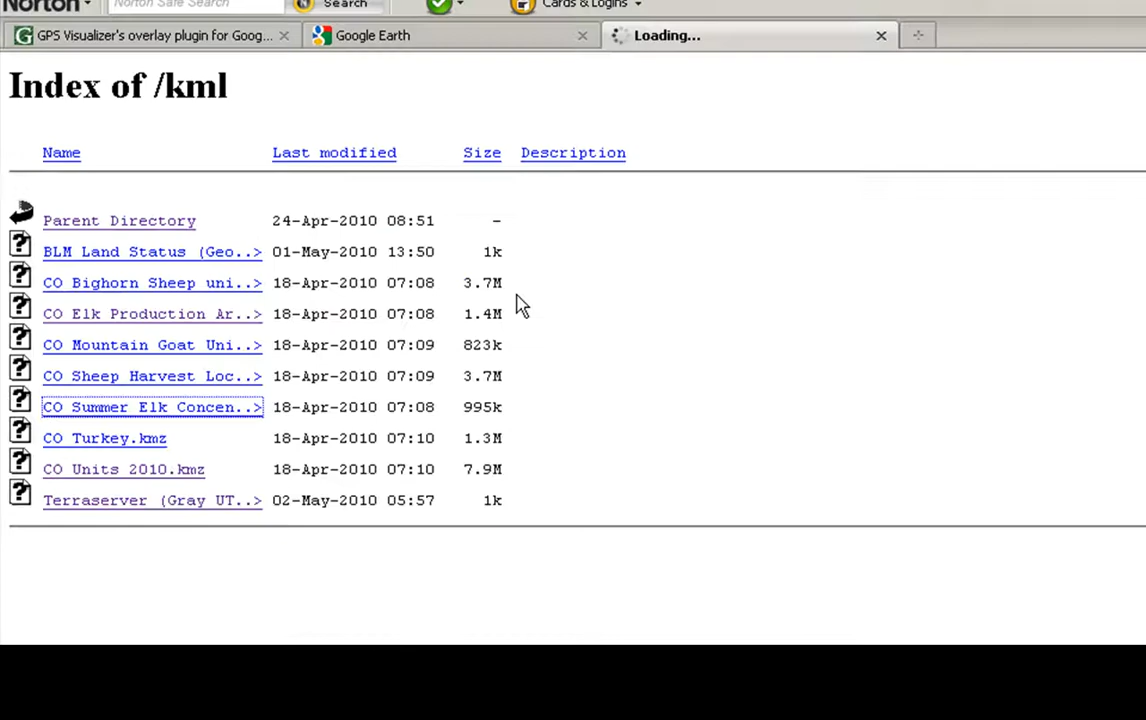 Norton Norton Safe Search Search Cards & Logins
GPS Visualizer's overlay plugin for Goog... Google Earth Loading...
Index of /kml
Name Last modified Size Description
Parent Directory 24-Apr-2010 08:51 -
BLM Land Status (Geo..> 01-May-2010 13:50 1k
CO Bighorn Sheep uni..> 18-Apr-2010 07:08 3.7M
CO Elk Production Ar..> 18-Apr-2010 07:08 1.4M
CO Mountain Goat Uni..> 18-Apr-2010 07:09 823k
CO Sheep Harvest Loc..> 18-Apr-2010 07:09 3.7M
CO Summer Elk Concen..> 18-Apr-2010 07:08 995k
CO Turkey.kmz 18-Apr-2010 07:10 1.3M
CO Units 2010.kmz 18-Apr-2010 07:10 7.9M
Terraserver (Gray UT..> 02-May-2010 05:57 1k